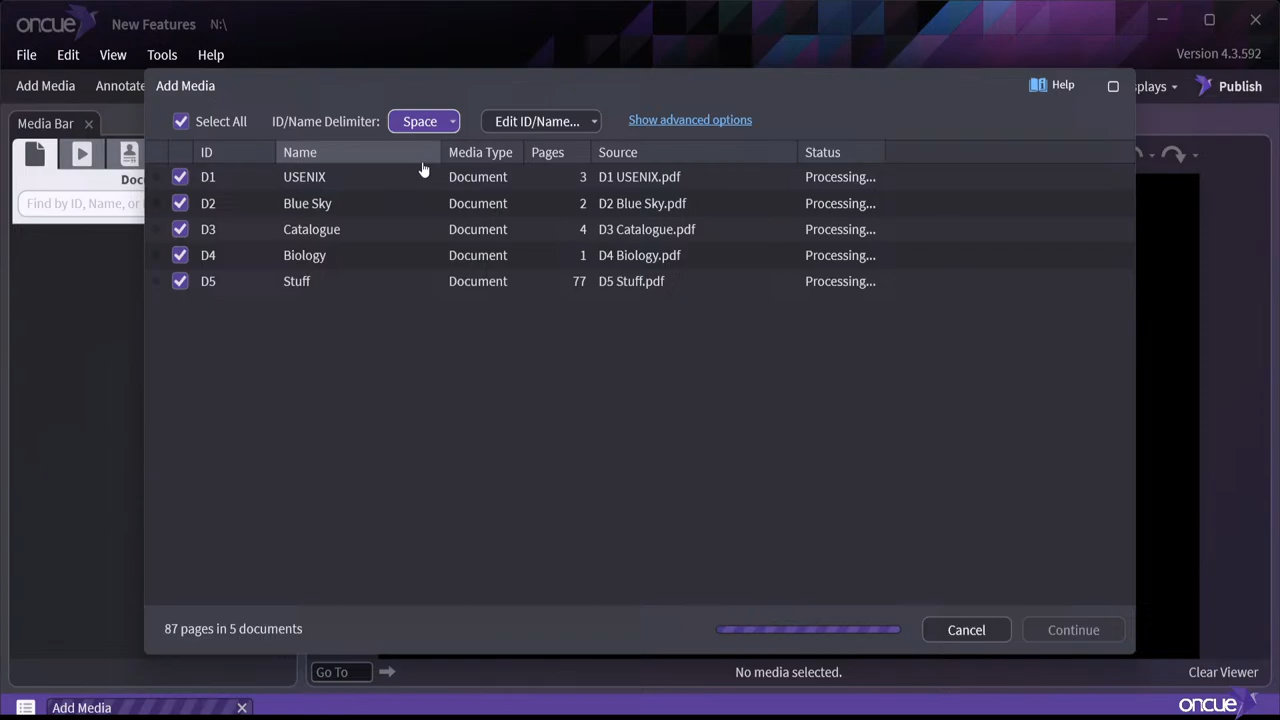 oncue New Features N:\
File Edit View Tools Help
Version 4.3.592
Add Media Annotate splays Publish
Add Media Help
Media Bar
Select All ID/Name Delimiter: Space Edit ID/Name... Show advanced options
ID Name Media Type Pages Source Status
D1 USENIX Document 3 D1 USENIX.pdf Processing...
Doc
D2 Blue Sky Document 2 D2 Blue Sky.pdf Processing...
Find by ID, Name, or
D3 Catalogue Document 4 D3 Catalogue.pdf Processing...
D4 Biology Document 1 D4 Biology.pdf Processing...
D5 Stuff Document 77 D5 Stuff.pdf Processing...
87 pages in 5 documents Cancel Continue
Go To No media selected. Clear Viewer
Add Media oncue